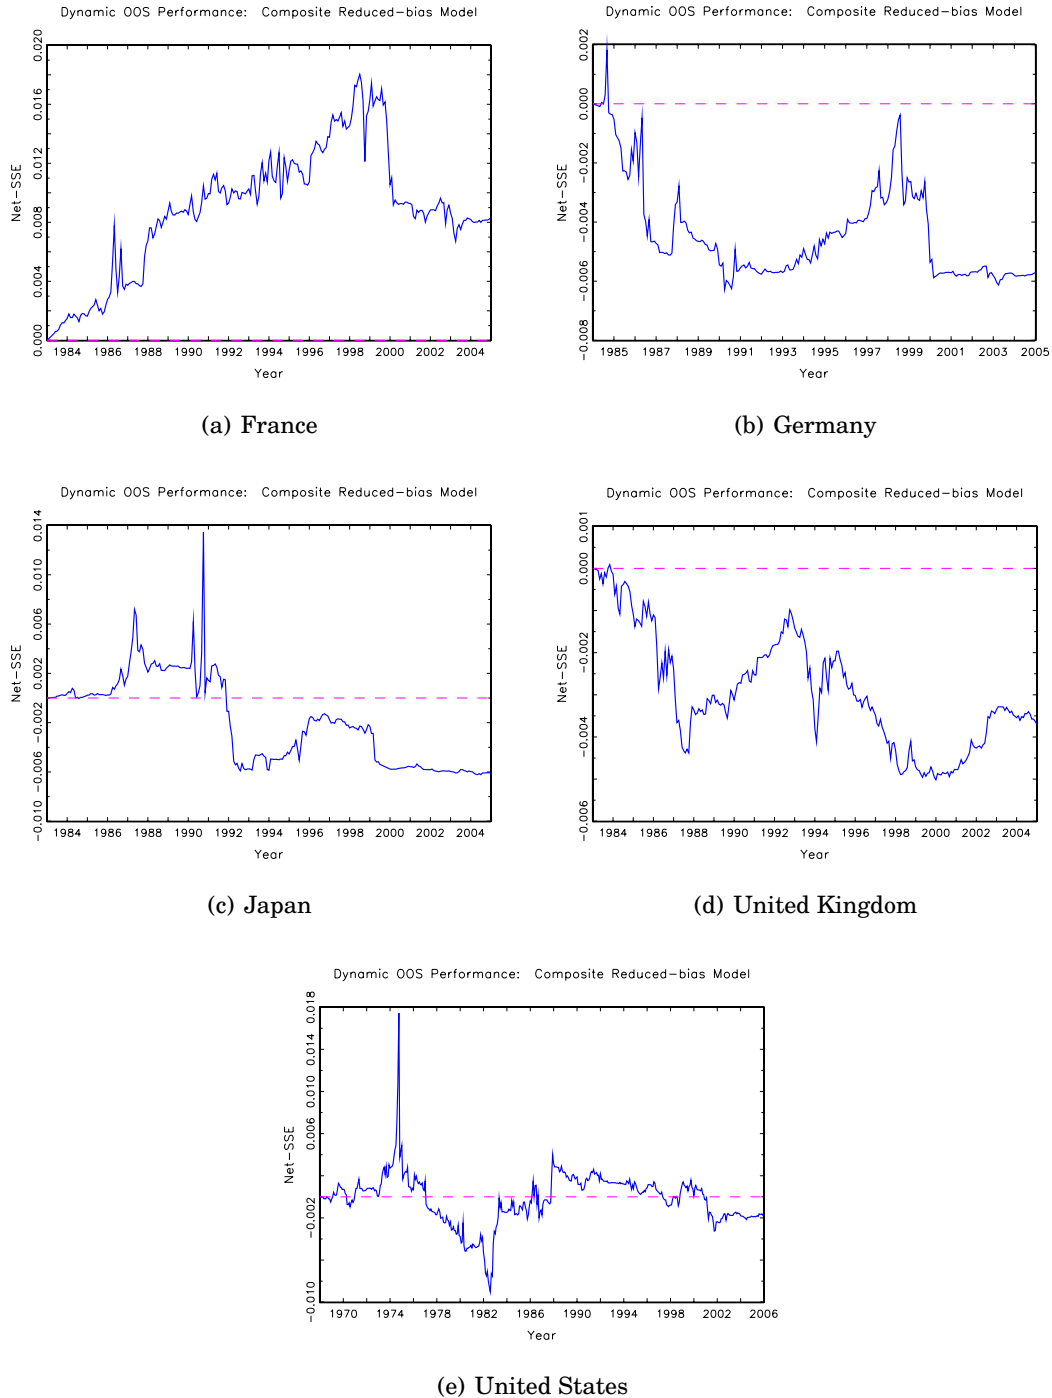 Dynamic OOS Performance: Composite Reduced-bias Model
Net-SSE
0.020
0.016
0.012
0.008
0.004
0.000
1984 1986 1988 1990 1992 1994 1996 1998 2000 2002 2004
Year
(a) France
Dynamic OOS Performance: Composite Reduced-bias Model
Net-SSE
0.002
0.000
-0.002
-0.004
-0.006
-0.008
1985 1987 1989 1991 1993 1995 1997 1999 2001 2003 2005
Year
(b) Germany
Dynamic OOS Performance: Composite Reduced-bias Model
Net-SSE
0.014
0.010
0.006
0.002
-0.002
-0.006
-0.010
1984 1986 1988 1990 1992 1994 1996 1998 2000 2002 2004
Year
(c) Japan
Dynamic OOS Performance: Composite Reduced-bias Model
Net-SSE
0.001
0.000
-0.002
-0.004
-0.006
1984 1986 1988 1990 1992 1994 1996 1998 2000 2002 2004
Year
(d) United Kingdom
Dynamic OOS Performance: Composite Reduced-bias Model
Net-SSE
0.018
0.014
0.010
0.006
-0.002
-0.010
1970 1974 1978 1982 1986 1990 1994 1998 2002 2006
Year
(e) United States